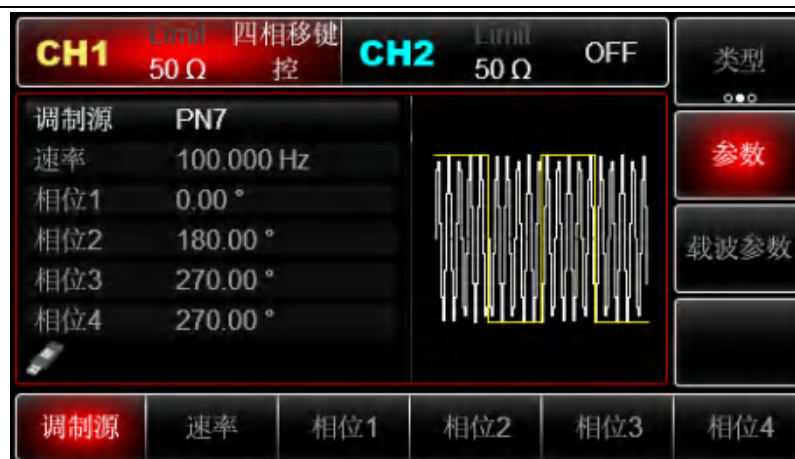 CH1 Limit 50 Ω 四相移键控 CH2 Limit 50 Ω OFF
类型
调制源 PN7
速率 100.000 Hz
相位1 0.00 °
相位2 180.00 °
相位3 270.00 °
相位4 270.00 °
参数
载波参数
调制源 速率 相位1 相位2 相位3 相位4